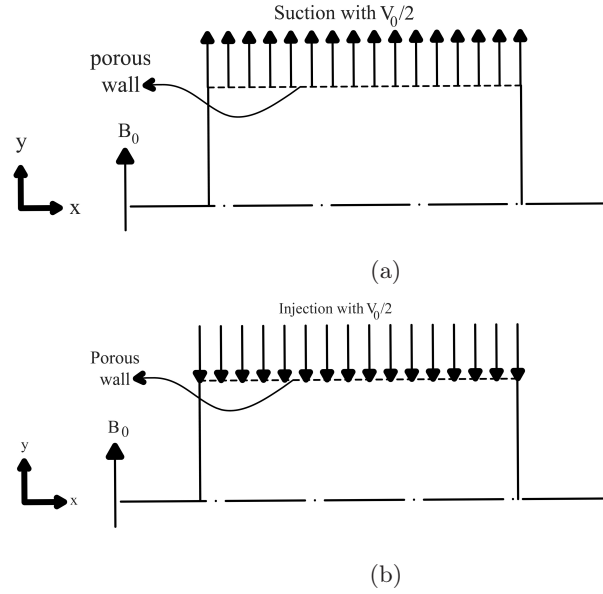 Suction with V₀/2
porous
wall
B₀
y
x
(a)
Injection with V₀/2
Porous
wall
B₀
y
x
(b)